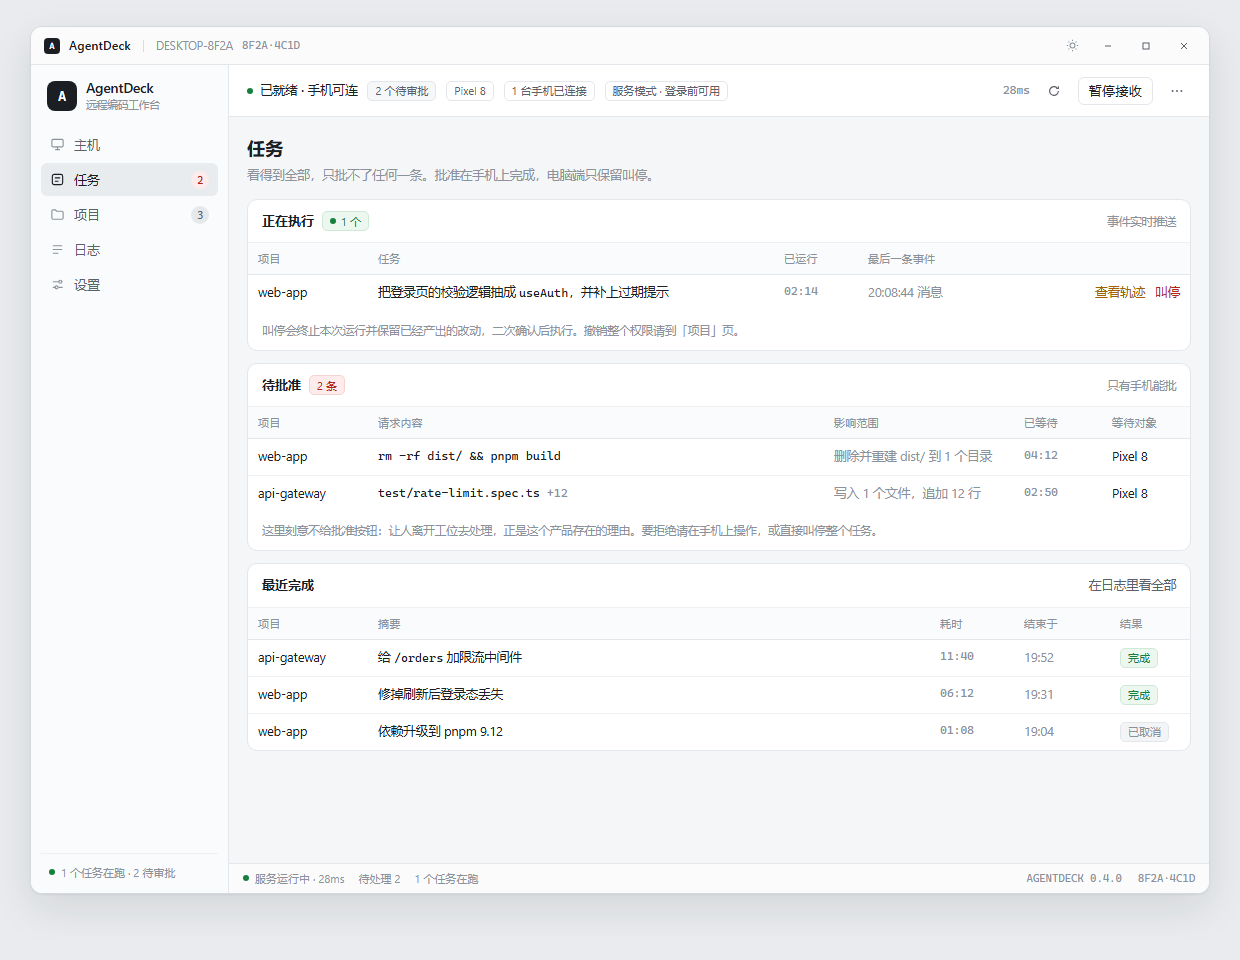 A AgentDeck DESKTOP-8F2A 8F2A·4C1D
A AgentDeck
远程编码工作台
主机
任务 2
项目 3
日志
设置
1 个任务在跑 · 2 待审批
已就绪 · 手机可连 2 个待审批 Pixel 8 1 台手机已连接 服务模式 · 登录前可用 28ms 暂停接收 ···
任务
看得到全部，只批不了任何一条。批准在手机上完成，电脑端只保留叫停。
正在执行 1 个 事件实时推送
项目 任务 已运行 最后一条事件
web-app 把登录页的校验逻辑抽成 useAuth，并补上过期提示 02:14 20:08:44 消息 查看轨迹 叫停
叫停会终止本次运行并保留已经产出的改动，二次确认后执行。撤销整个权限请到「项目」页。
待批准 2 条 只有手机能批
项目 请求内容 影响范围 已等待 等待对象
web-app rm -rf dist/ && pnpm build 删除并重建 dist/ 到 1 个目录 04:12 Pixel 8
api-gateway test/rate-limit.spec.ts +12 写入 1 个文件，追加 12 行 02:50 Pixel 8
这里刻意不给批准按钮：让人离开工位去处理，正是这个产品存在的理由。要拒绝请在手机上操作，或直接叫停整个任务。
最近完成 在日志里看全部
项目 摘要 耗时 结束于 结果
api-gateway 给 /orders 加限流中间件 11:40 19:52 完成
web-app 修掉刷新后登录态丢失 06:12 19:31 完成
web-app 依赖升级到 pnpm 9.12 01:08 19:04 已取消
服务运行中 · 28ms 待处理 2 1 个任务在跑 AGENTDECK 0.4.0 8F2A·4C1D